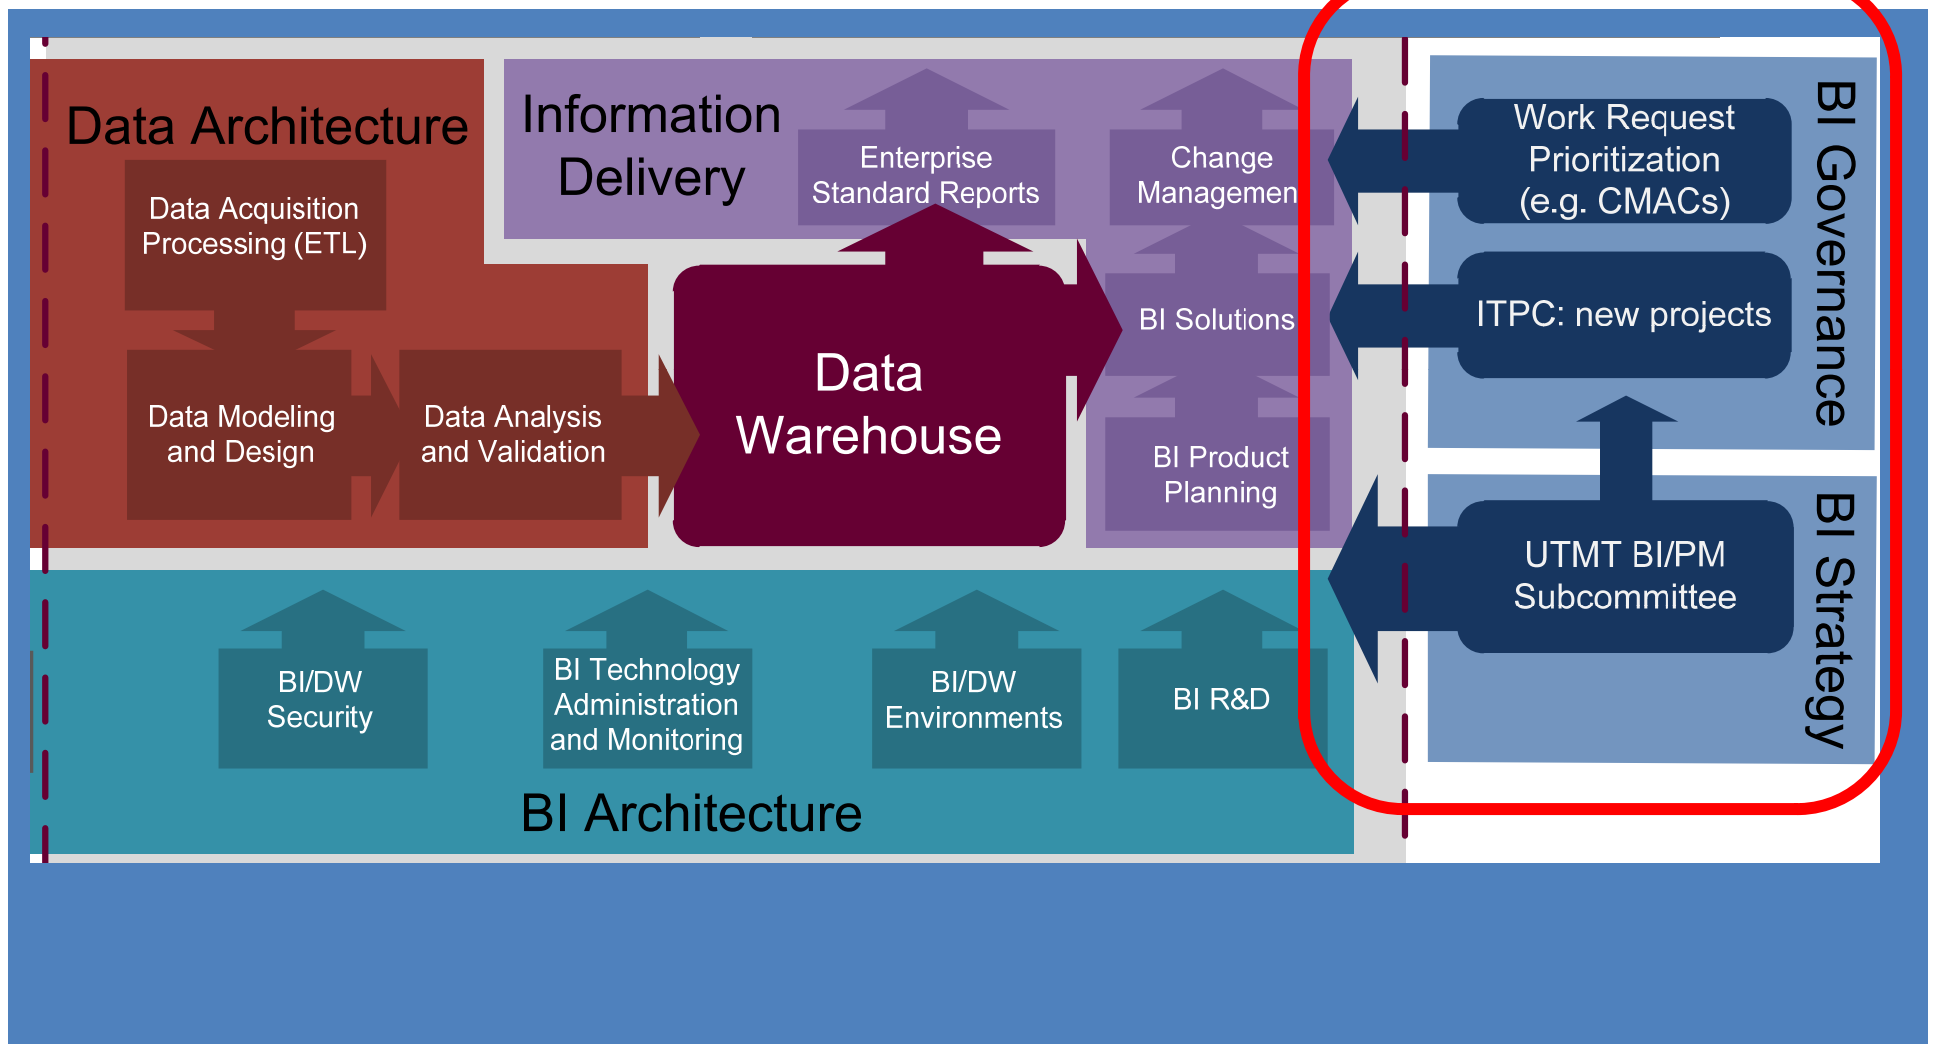 Data Architecture
Data Acquisition
Processing (ETL)
Data Modeling
and Design
Data Analysis
and Validation
Information
Delivery
Enterprise
Standard Reports
Change
Managemen
Data
Warehouse
BI Solutions
BI Product
Planning
BI/DW
Security
BI Technology
Administration
and Monitoring
BI/DW
Environments
BI R&D
BI Architecture
Work Request
Prioritization
(e.g. CMACs)
ITPC: new projects
BI Governance
UTMT BI/PM
Subcommittee
BI Strategy